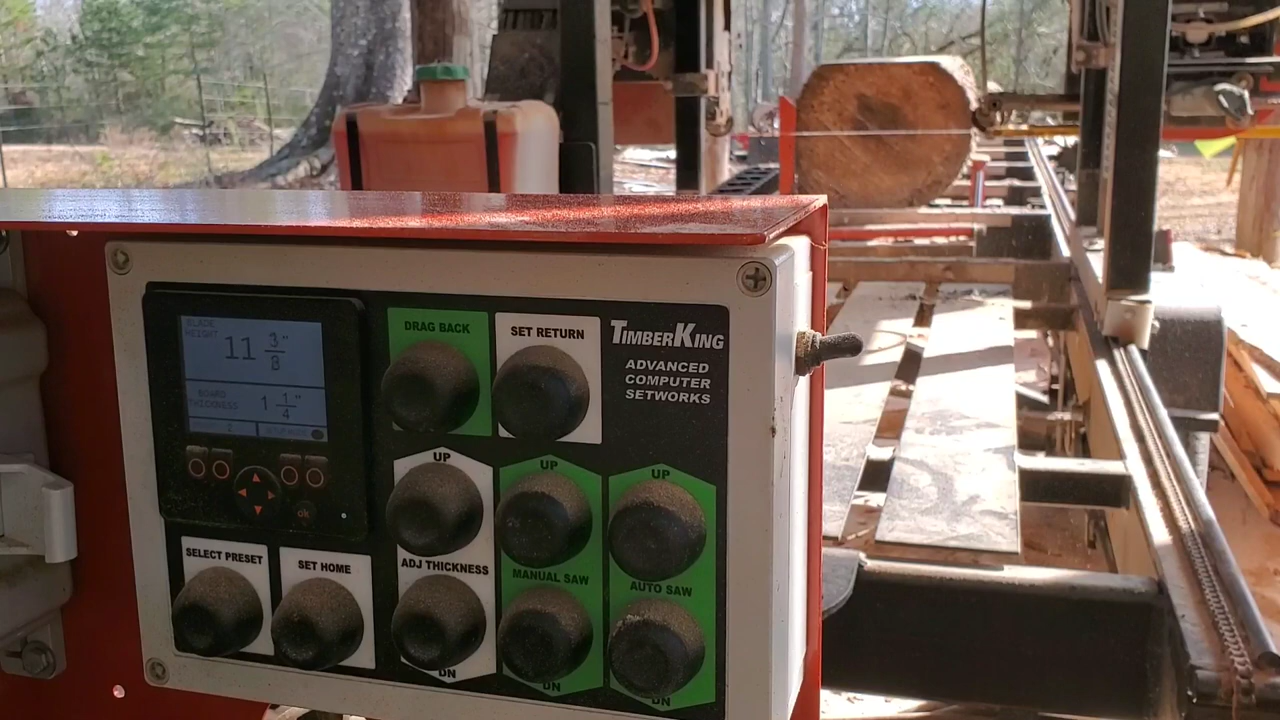 BLADE
HEIGHT
11 3/8"
BOARD
THICKNESS
1 1/4"
DRAG BACK
SET RETURN
TIMBERKING
ADVANCED
COMPUTER
SETWORKS
UP
UP
UP
ok
SELECT PRESET
SET HOME
ADJ THICKNESS
MANUAL SAW
AUTO SAW
DN
DN
DN